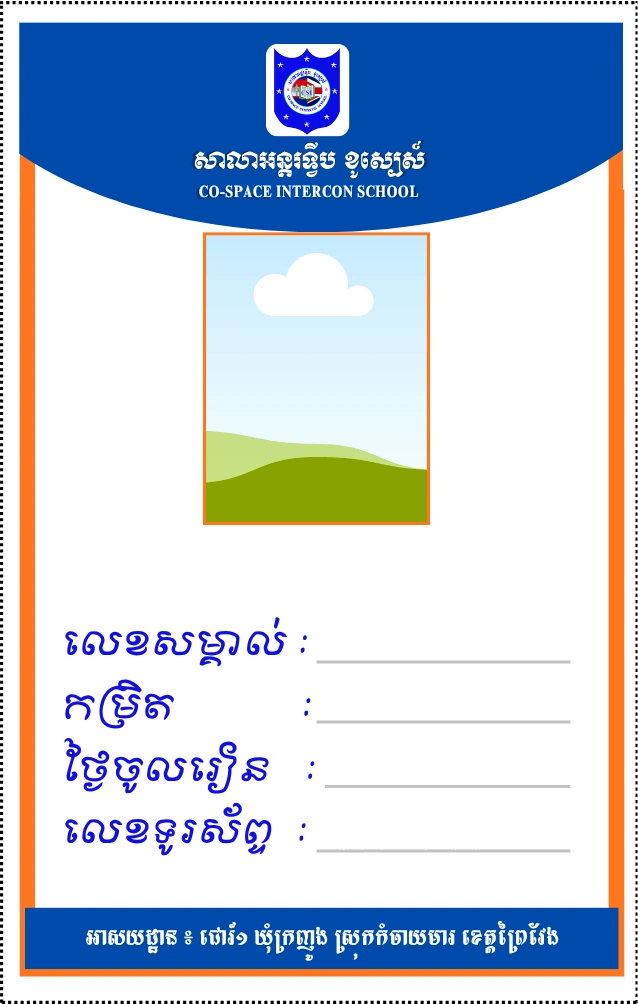 សាលាអន្តរទ្វីប ខូស្បេស៍
CO-SPACE INTERCON SCHOOL
លេខសម្គាល់ :
កម្រិត :
ថ្ងៃចូលរៀន :
លេខទូរស័ព្ទ :
អាសយដ្ឋាន ៖ ជោរ៍១ ឃុំក្រញូង ស្រុកកំចាយមារ ខេត្តព្រៃវែង